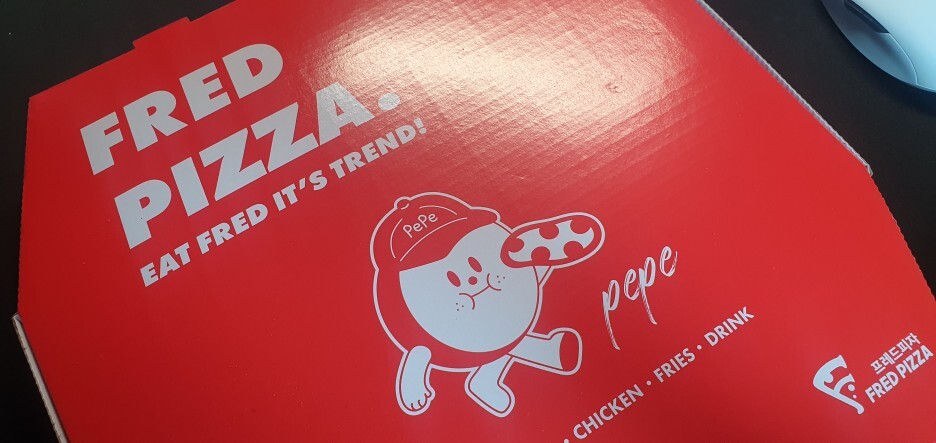 FRED
PIZZA.
EAT FRED IT'S TREND!
PePe
pepe
• CHICKEN • FRIES • DRINK
프레드피자
FRED PIZZA